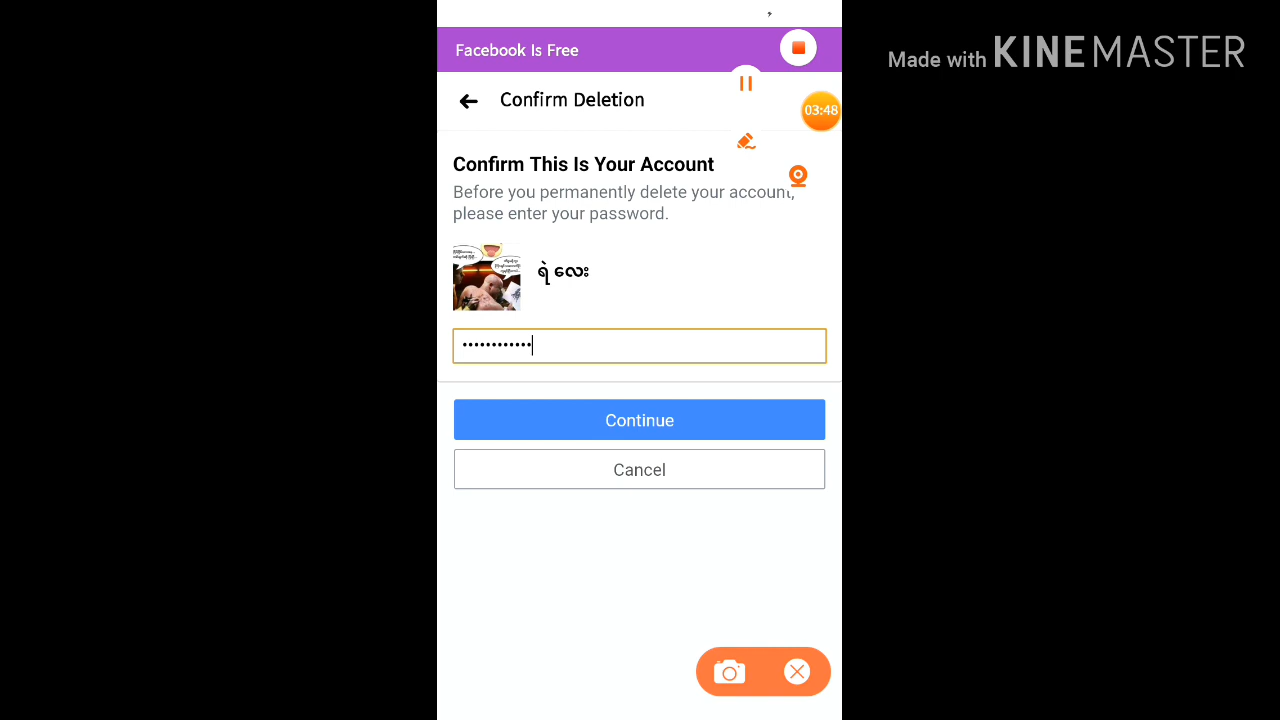 Facebook Is Free
Made with KINEMASTER
Confirm Deletion
03:48
Confirm This Is Your Account
Before you permanently delete your account,
please enter your password.
ရဲ လေး
••••••••••••
Continue
Cancel